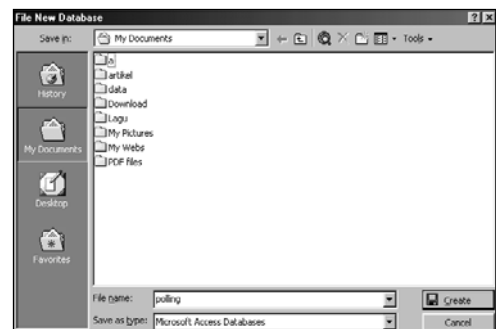 File New Database
Save in: My Documents Tools
History
My Documents
Desktop
Favorites
a
artikel
data
Download
Lagu
My Pictures
My Webs
PDF files
File name: polling Create
Save as type: Microsoft Access Databases Cancel